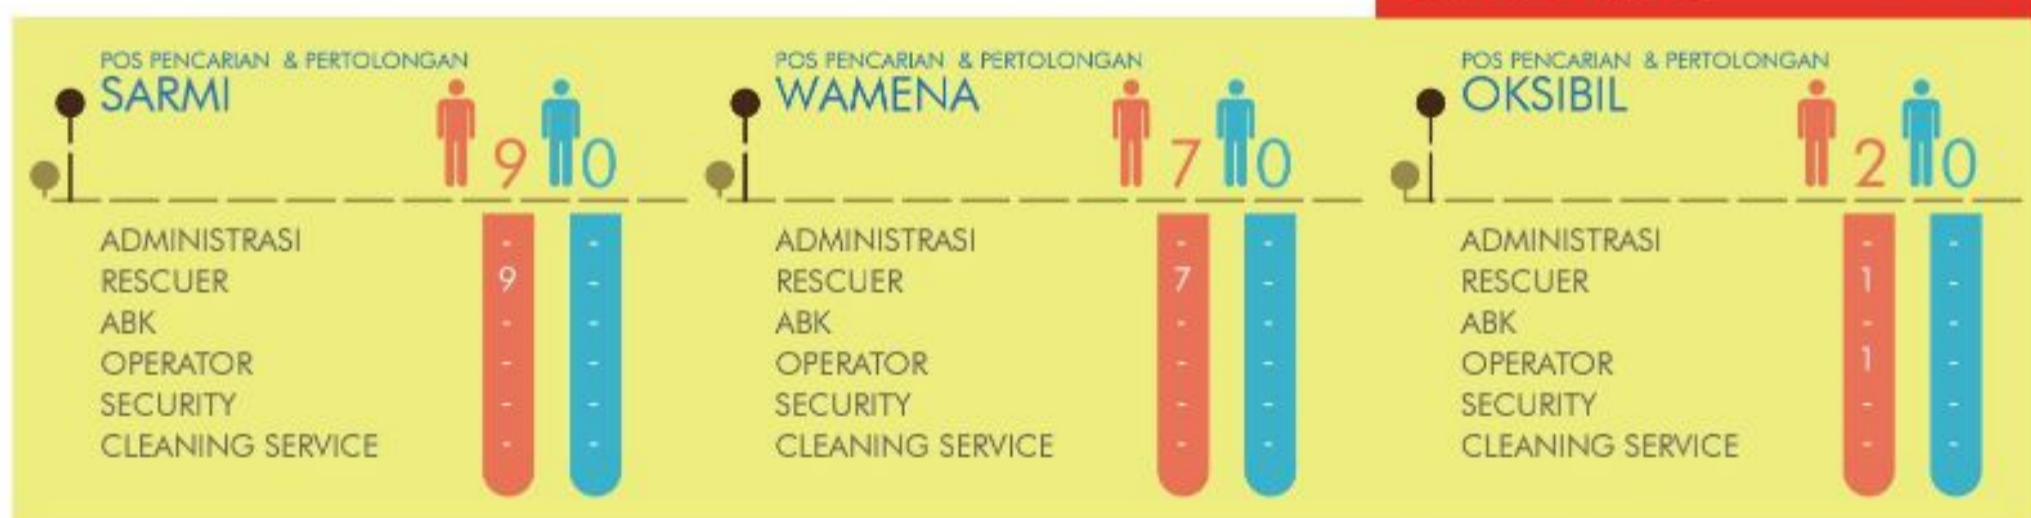 POS PENCARIAN & PERTOLONGAN
SARMI
9 0
ADMINISTRASI - -
RESCUER 9 -
ABK - -
OPERATOR - -
SECURITY - -
CLEANING SERVICE - -
POS PENCARIAN & PERTOLONGAN
WAMENA
7 0
ADMINISTRASI - -
RESCUER 7 -
ABK - -
OPERATOR - -
SECURITY - -
CLEANING SERVICE - -
POS PENCARIAN & PERTOLONGAN
OKSIBIL
2 0
ADMINISTRASI - -
RESCUER 1 -
ABK - -
OPERATOR 1 -
SECURITY - -
CLEANING SERVICE - -